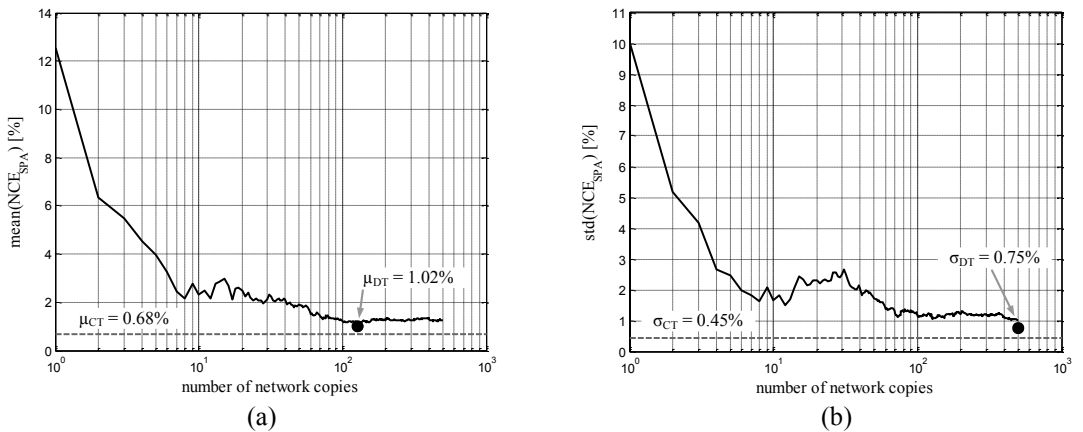 14
12
10
8
6
4
2
0
mean(NCE_SPA) [%]
μ_DT = 1.02%
μ_CT = 0.68%
10^0 10^1 10^2 10^3
number of network copies
(a)
11
10
9
8
7
6
5
4
3
2
1
0
std(NCE_SPA) [%]
σ_DT = 0.75%
σ_CT = 0.45%
10^0 10^1 10^2 10^3
number of network copies
(b)